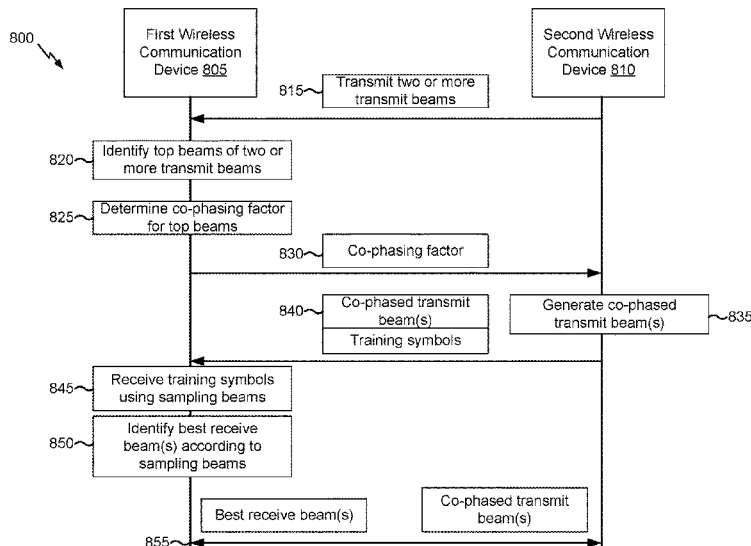 800
First Wireless
Communication
Device 805
Second Wireless
Communication
Device 810
815
Transmit two or more
transmit beams
820
Identify top beams of two or
more transmit beams
825
Determine co-phasing factor
for top beams
830
Co-phasing factor
840
Co-phased transmit
beam(s)
Training symbols
Generate co-phased
transmit beam(s)
835
845
Receive training symbols
using sampling beams
850
Identify best receive
beam(s) according to
sampling beams
Best receive beam(s)
Co-phased transmit
beam(s)
855